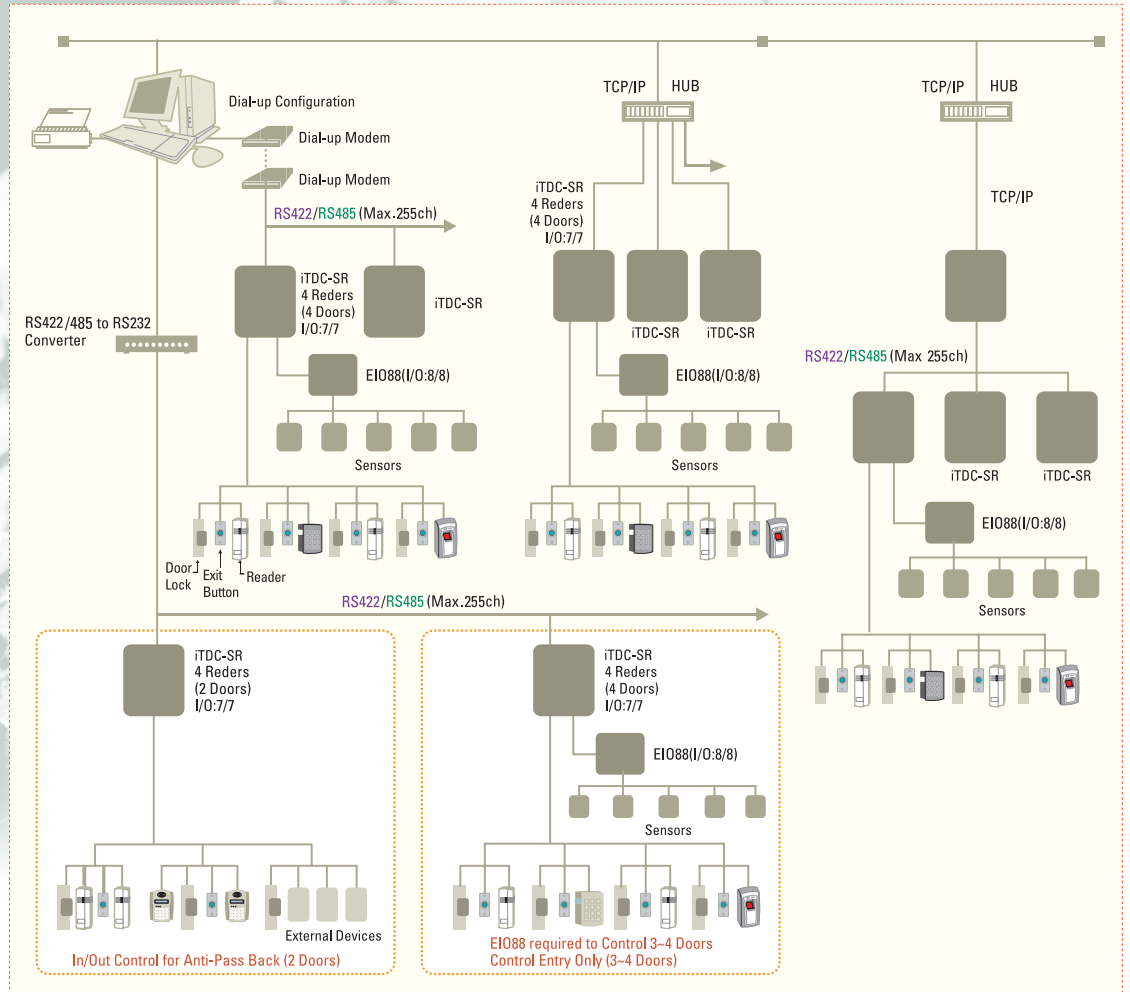 TCP/IP HUB
TCP/IP HUB
Dial-up Configuration
Dial-up Modem
Dial-up Modem
RS422/RS485 (Max.255ch)
iTDC-SR
4 Reders
(4 Doors)
I/O:7/7
iTDC-SR
RS422/485 to RS232
Converter
EIO88(I/O:8/8)
Sensors
Door
Lock
Exit
Button
Reader
iTDC-SR
4 Reders
(4 Doors)
I/O:7/7
iTDC-SR
iTDC-SR
EIO88(I/O:8/8)
Sensors
TCP/IP
RS422/RS485 (Max 255ch)
iTDC-SR
iTDC-SR
EIO88(I/O:8/8)
Sensors
RS422/RS485 (Max.255ch)
iTDC-SR
4 Reders
(2 Doors)
I/O:7/7
External Devices
In/Out Control for Anti-Pass Back (2 Doors)
iTDC-SR
4 Reders
(4 Doors)
I/O:7/7
EIO88(I/O:8/8)
Sensors
EIO88 required to Control 3~4 Doors
Control Entry Only (3~4 Doors)